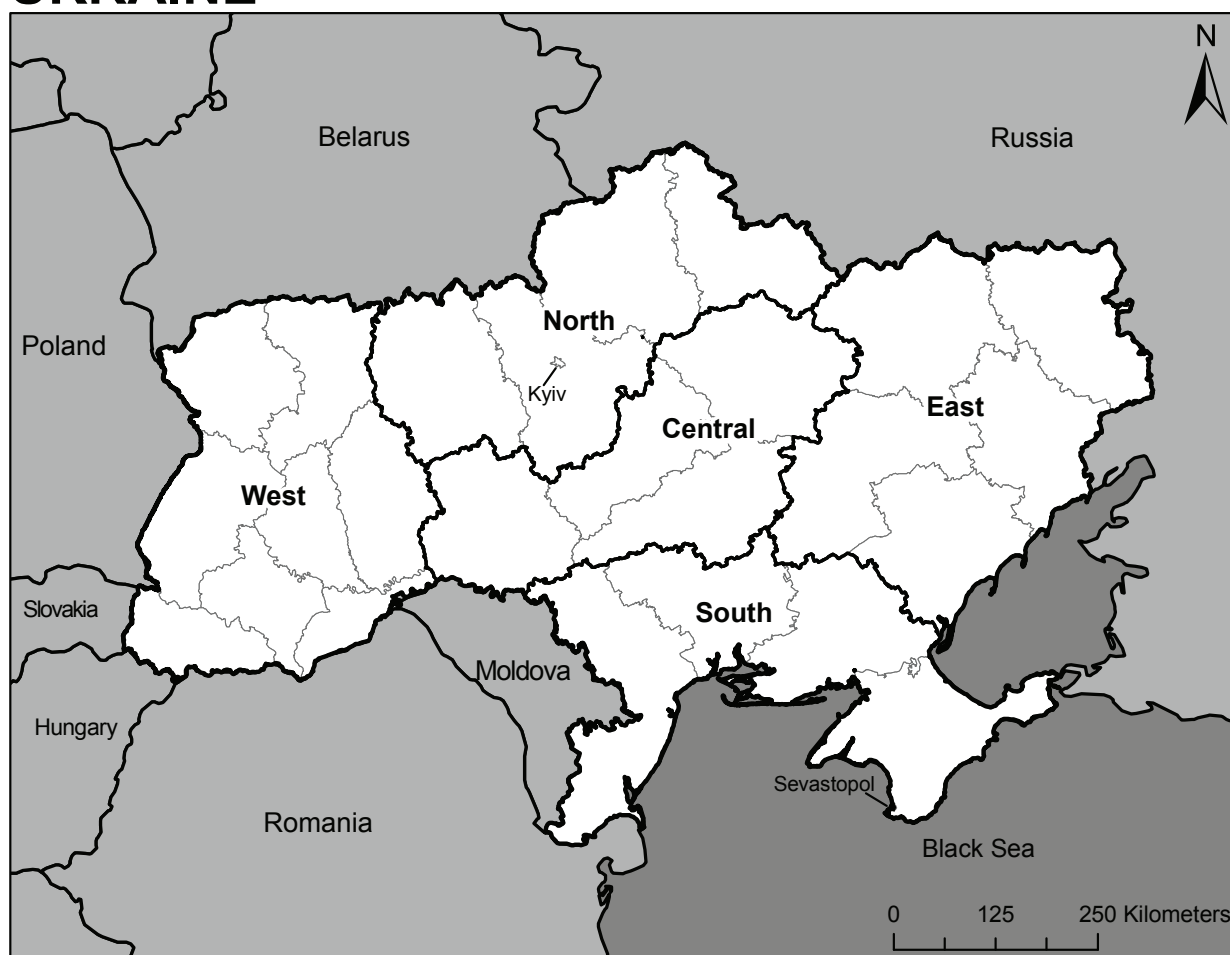 UKRAINE
N
Belarus
Russia
North
Poland
Kyiv
East
Central
West
Slovakia
South
Moldova
Hungary
Sevastopol
Romania
Black Sea
0 125 250 Kilometers